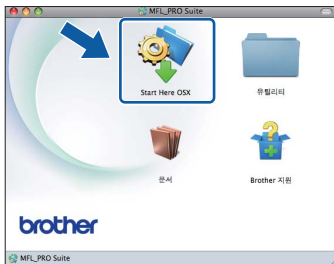 MFL_PRO Suite
Start Here OSX
유틸리티
문서
Brother 지원
brother
MFL_PRO Suite